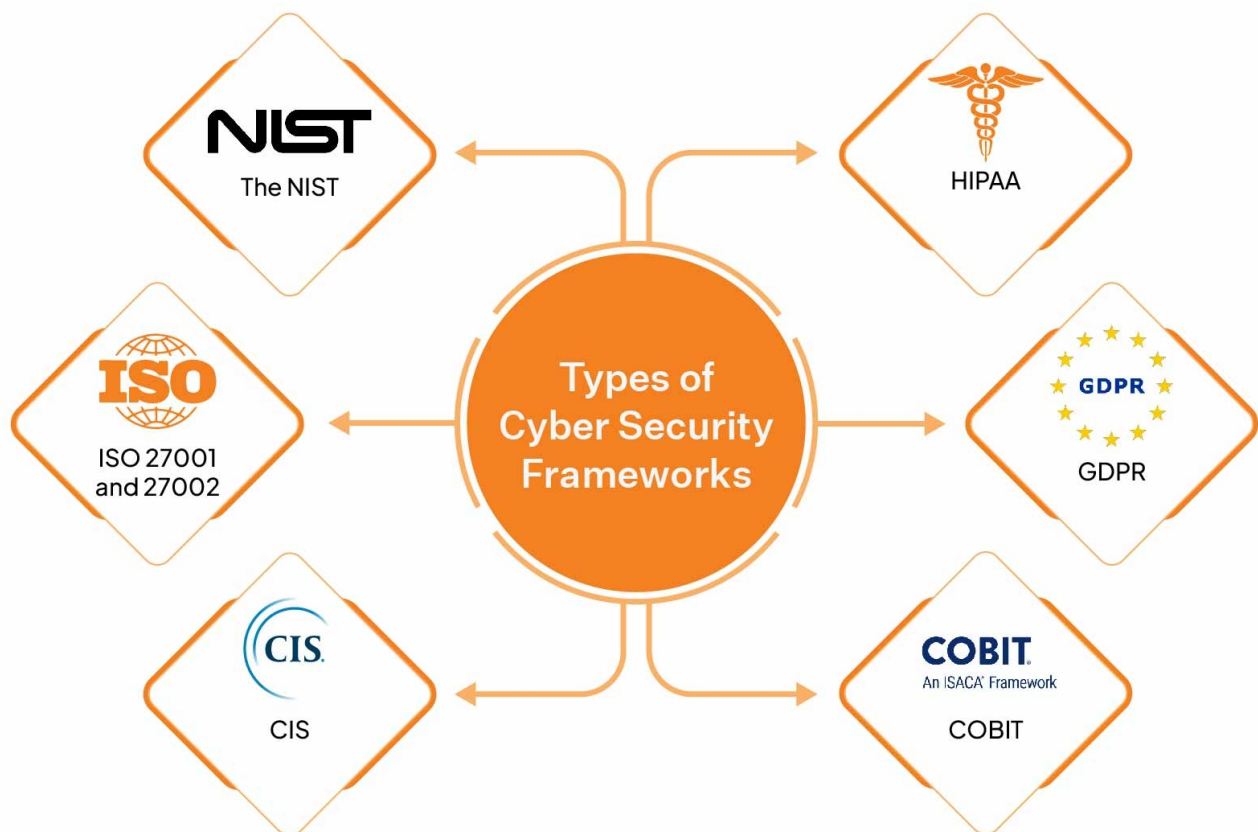 NIST
The NIST
HIPAA
ISO
ISO 27001
and 27002
Types of
Cyber Security
Frameworks
GDPR
GDPR
CIS.
CIS
COBIT®
An ISACA® Framework
COBIT